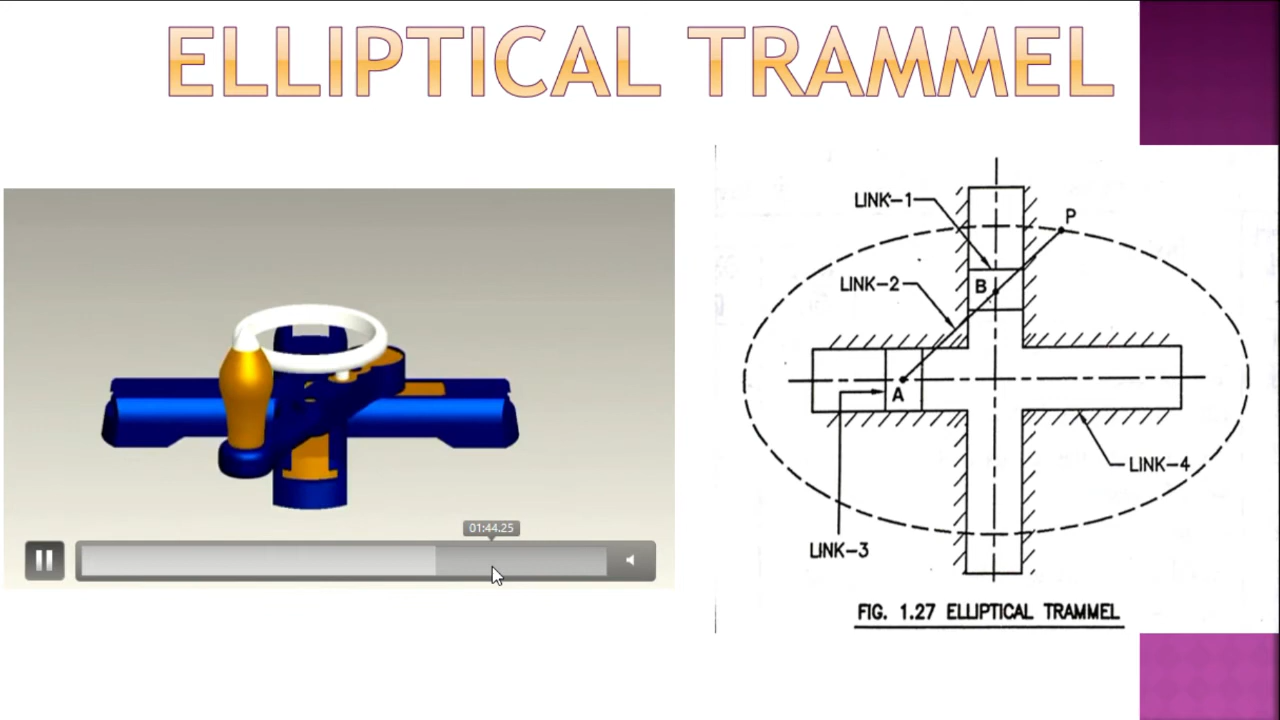 ELLIPTICAL TRAMMEL
01:44.25
LINK-1
P
LINK-2
B
A
LINK-4
LINK-3
FIG. 1.27 ELLIPTICAL TRAMMEL